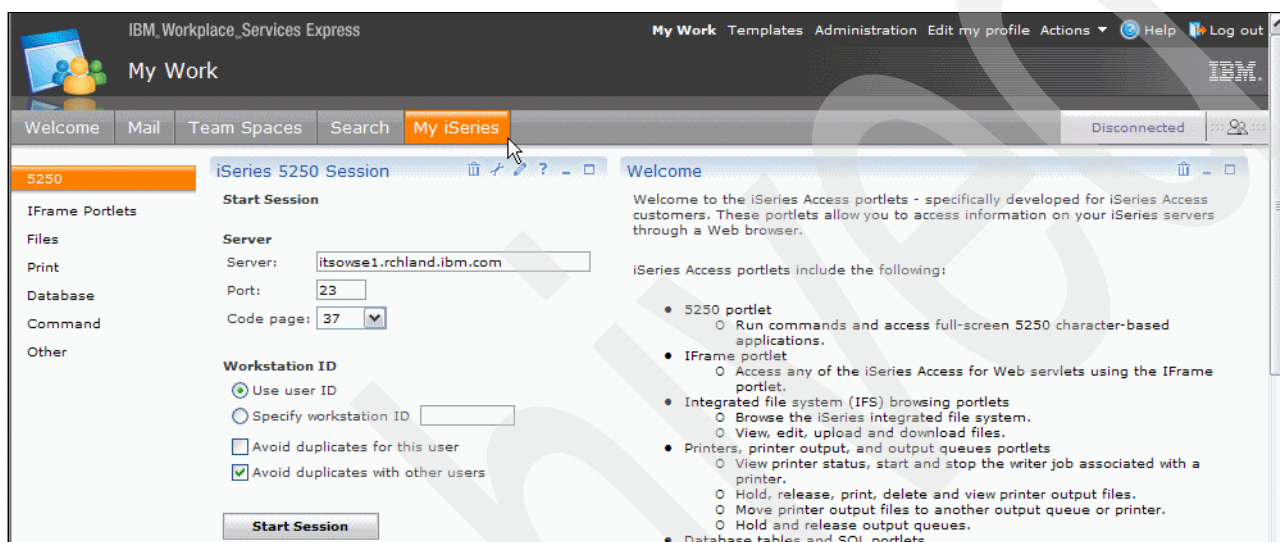 IBM Workplace Services Express
My Work Templates Administration Edit my profile Actions Help Log out
My Work
IBM.
Welcome Mail Team Spaces Search My iSeries
Disconnected
5250
IFrame Portlets
Files
Print
Database
Command
Other
iSeries 5250 Session
Start Session
Server
Server: itsowse1.rchland.ibm.com
Port: 23
Code page: 37
Workstation ID
Use user ID
Specify workstation ID
Avoid duplicates for this user
Avoid duplicates with other users
Start Session
Welcome
Welcome to the iSeries Access portlets - specifically developed for iSeries Access
customers. These portlets allow you to access information on your iSeries servers
through a Web browser.
iSeries Access portlets include the following:
5250 portlet
Run commands and access full-screen 5250 character-based
applications.
IFrame portlet
Access any of the iSeries Access for Web servlets using the IFrame
portlet.
Integrated file system (IFS) browsing portlets
Browse the iSeries integrated file system.
View, edit, upload and download files.
Printers, printer output, and output queues portlets
View printer status, start and stop the writer job associated with a
printer.
Hold, release, print, delete and view printer output files.
Move printer output files to another output queue or printer.
Hold and release output queues.
Database tables and SQL portlets